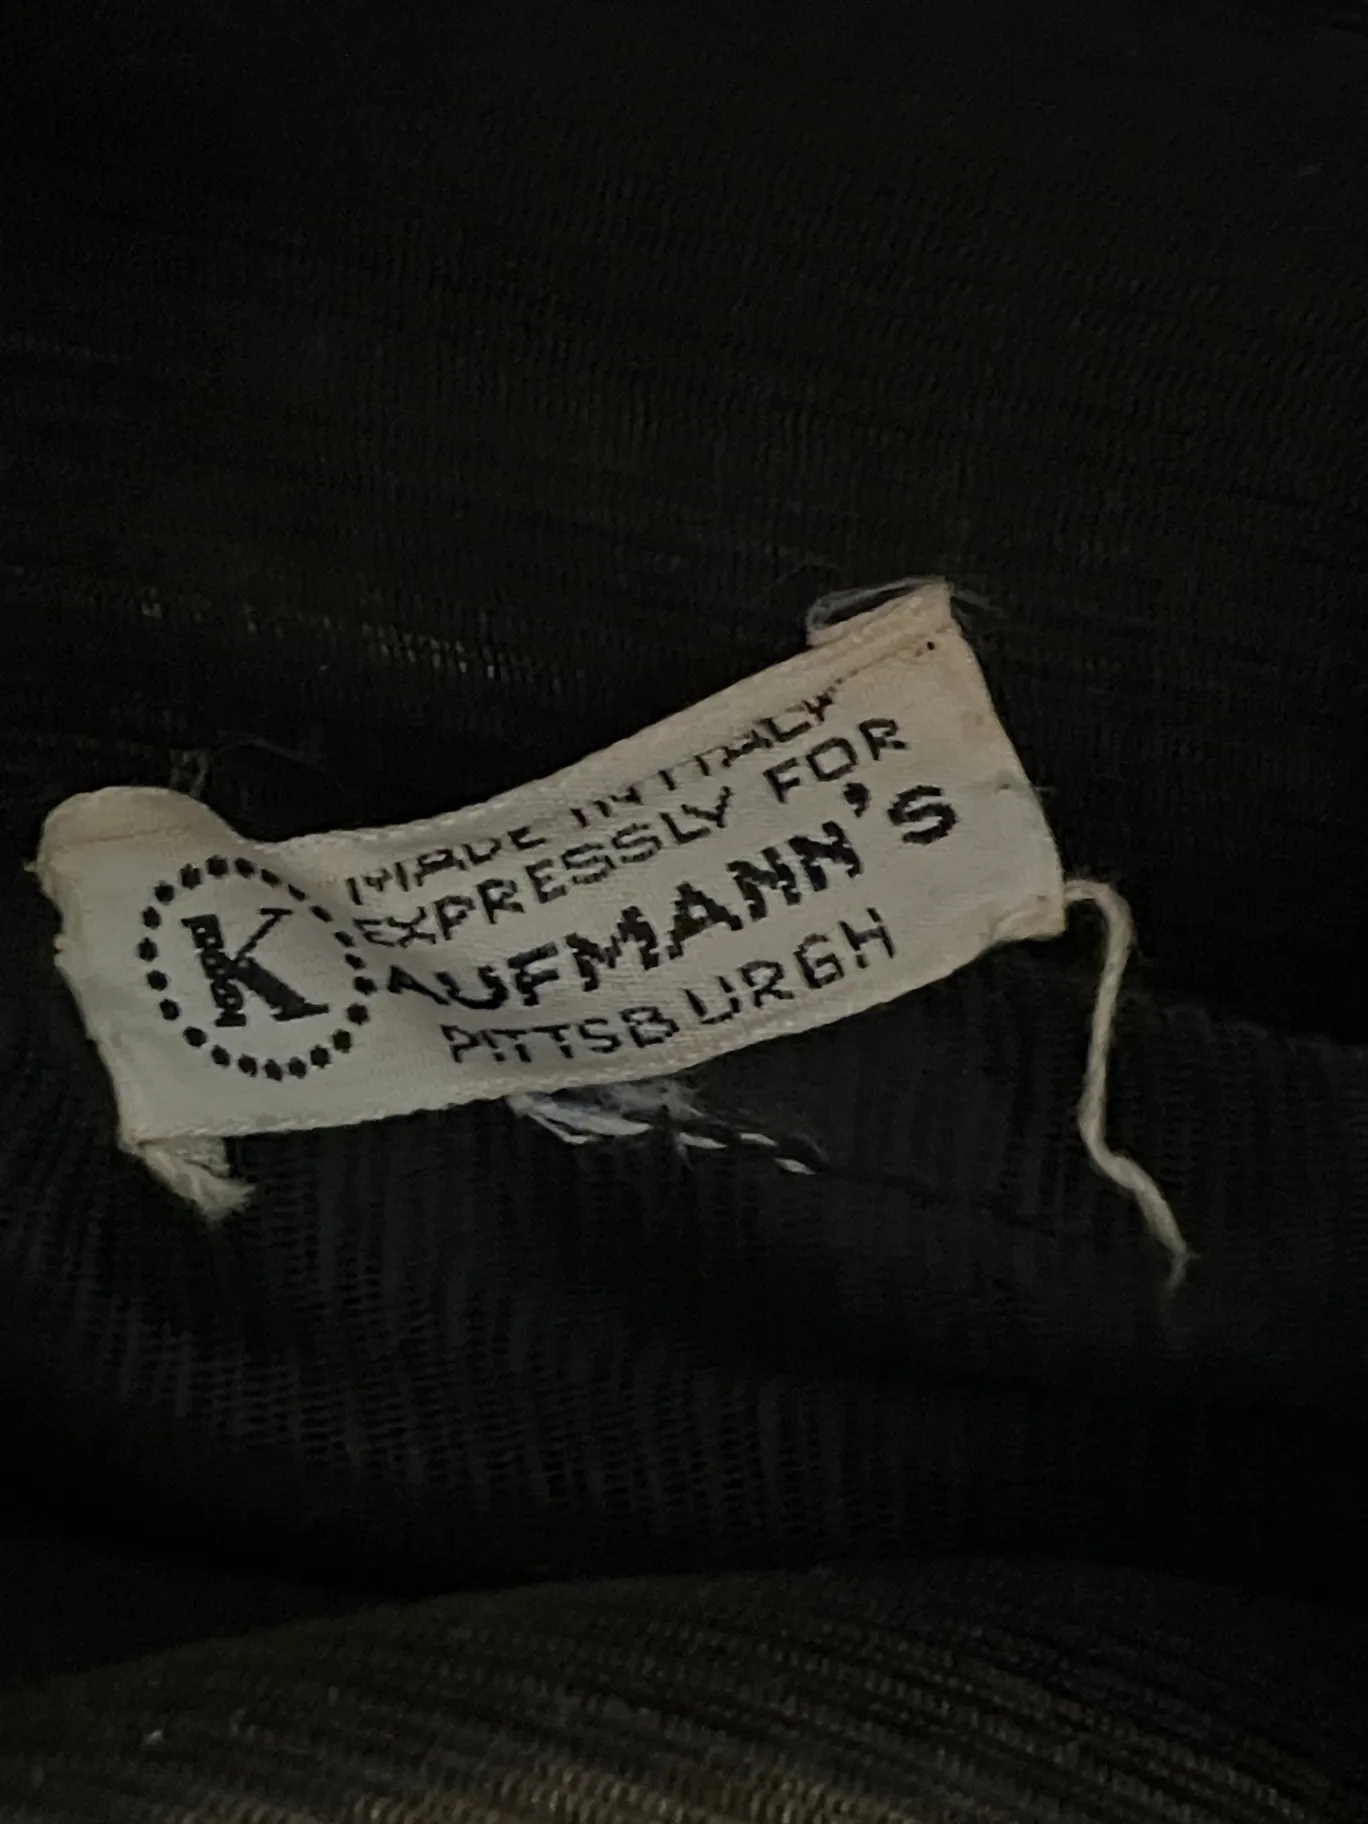 K
MADE IN ITALY
EXPRESSLY FOR
KAUFMANN'S
PITTSBURGH